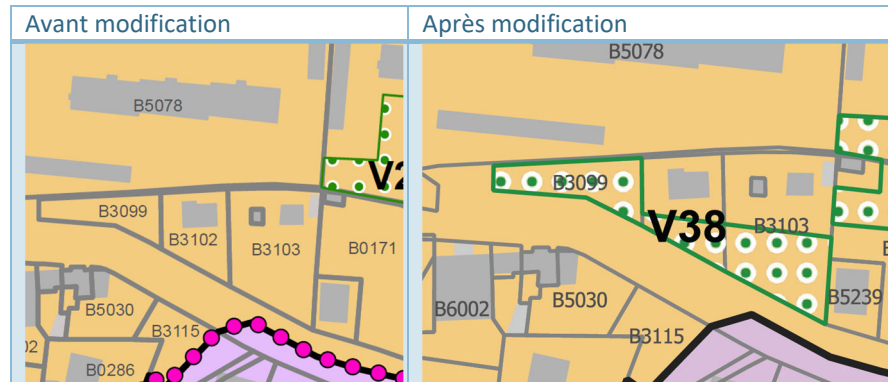 Avant modification
Après modification
B5078
V2
B3099
B3102
B3103
B0171
B5030
B3115
02
B0286
B5078
B3099
V38
B3103
B6002
B5030
B5239
B3115